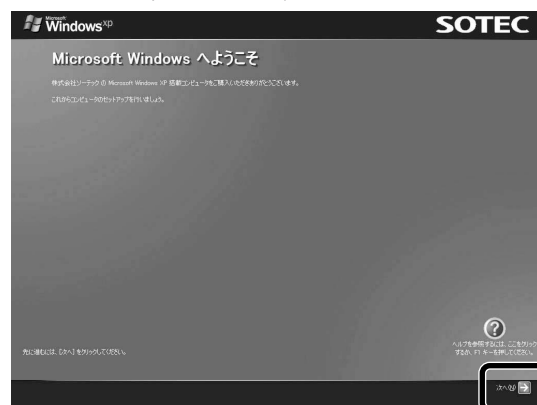 Microsoft
Windows xp
SOTEC
Microsoft Windows へようこそ
株式会社ソーテック の Microsoft Windows XP 搭載コンピュータをご購入いただきありがとうございます。
これからコンピュータのセットアップを行いましょう。
先に進むには、[次へ] をクリックしてください。
ヘルプを参照するには、ここをクリック
するか、F1 キーを押してください。
次へ(N)